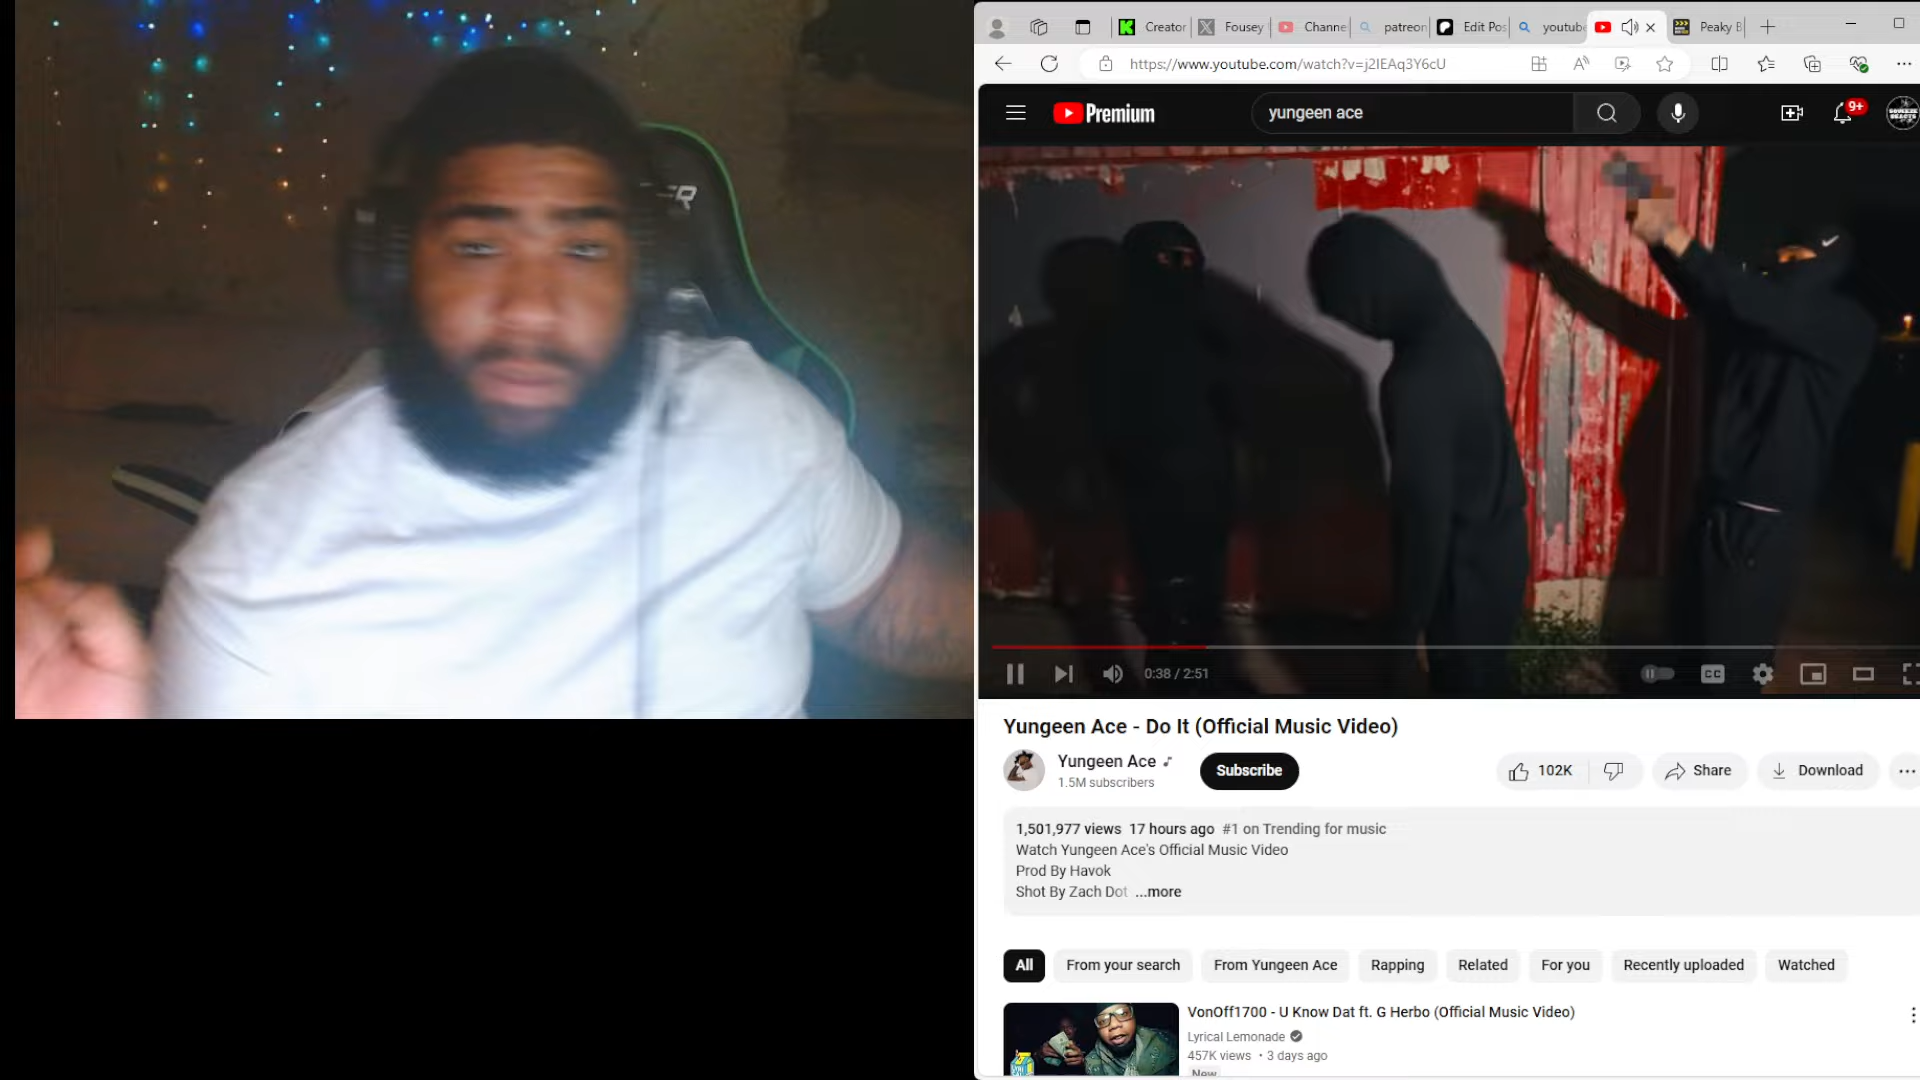 Creator
Fousey
Channe
patreon
Edit Pos
youtube
Peaky B
https://www.youtube.com/watch?v=j2IEAq3Y6cU
Premium
yungeen ace
9+
0:38 / 2:51
CC
Yungeen Ace - Do It (Official Music Video)
Yungeen Ace
1.5M subscribers
Subscribe
102K
Share
Download
1,501,977 views 17 hours ago #1 on Trending for music
Watch Yungeen Ace's Official Music Video
Prod By Havok
Shot By Zach Dot ...more
All
From your search
From Yungeen Ace
Rapping
Related
For you
Recently uploaded
Watched
VonOff1700 - U Know Dat ft. G Herbo (Official Music Video)
Lyrical Lemonade
457K views • 3 days ago
New